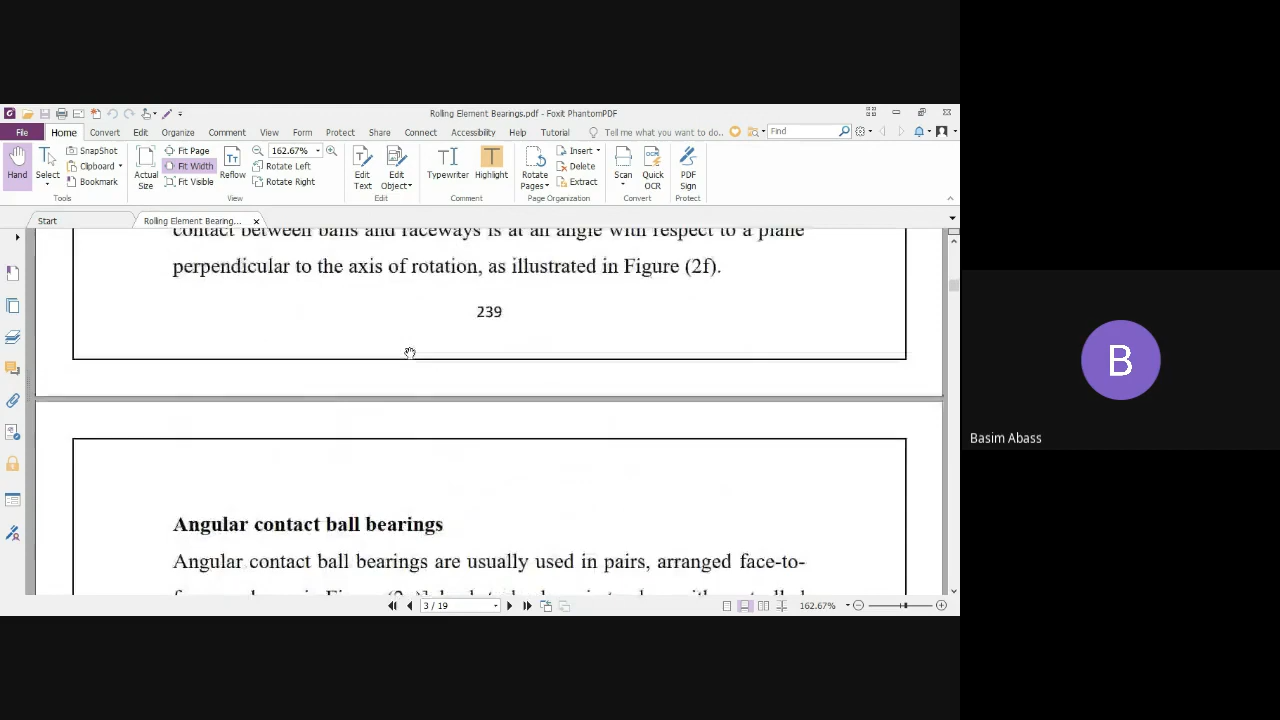 Rolling Element Bearings.pdf - Foxit PhantomPDF
File Home Convert Edit Organize Comment View Form Protect Share Connect Accessibility Help Tutorial Tell me what you want to do.. Find
Hand
Select
SnapShot
Clipboard
Bookmark
Tools
Actual Size
Fit Page
Fit Width
Fit Visible
Reflow
162.67%
Rotate Left
Rotate Right
View
Edit Text
Edit Object
Edit
Typewriter
Highlight
Comment
Rotate Pages
Insert
Delete
Extract
Page Organization
Scan
Quick OCR
Convert
PDF Sign
Protect
Start
Rolling Element Bearing...
contact between balls and raceways is at an angle with respect to a plane
perpendicular to the axis of rotation, as illustrated in Figure (2f).
239
Angular contact ball bearings
Angular contact ball bearings are usually used in pairs, arranged face-to-
3 / 19
162.67%
B
Basim Abass